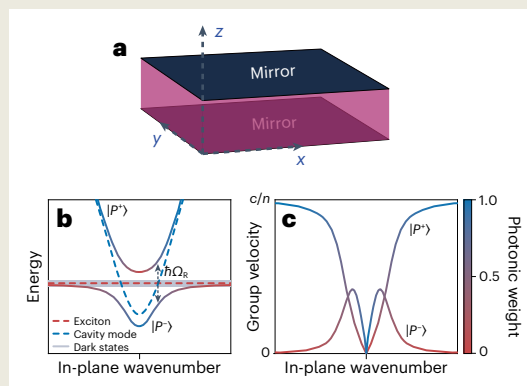 a
z
Mirror
Mirror
y
x
b
|P⁺⟩
ℏΩR
|P⁻⟩
Exciton
Cavity mode
Dark states
Energy
In-plane wavenumber
c
c/n
0
Group velocity
|P⁺⟩
|P⁻⟩
In-plane wavenumber
1.0
0.5
0
Photonic weight